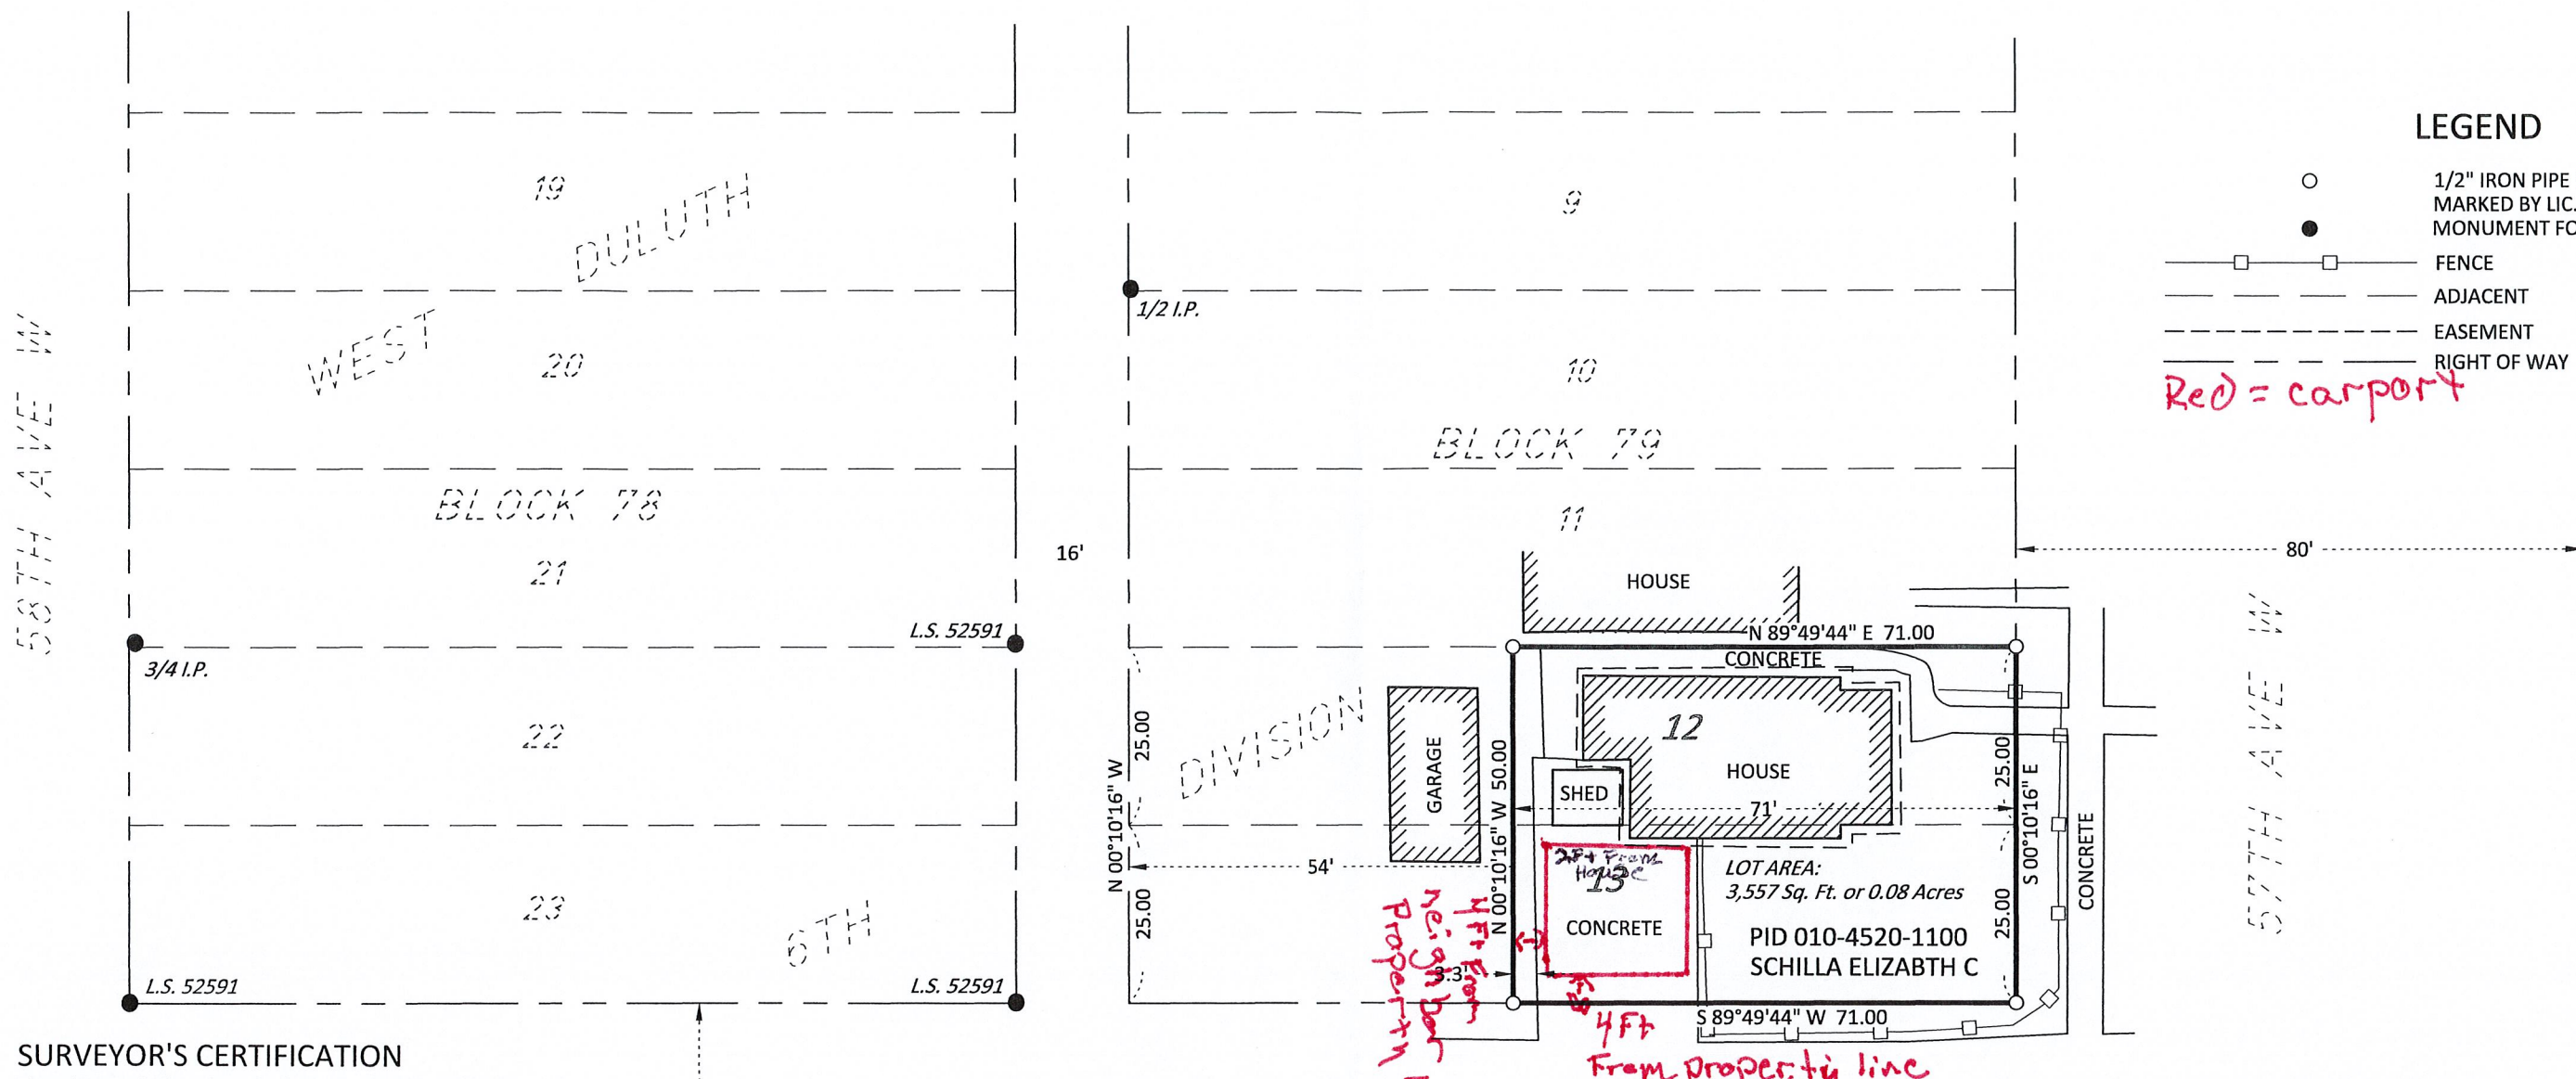 LEGEND
1/2" IRON PIPE
MARKED BY LIC.
MONUMENT
FENCE
ADJACENT
EASEMENT
RIGHT OF WAY
Red = carport
58TH AVE W
19
WEST DULUTH
20
BLOCK 78
21
3/4 I.P.
L.S. 52591
22
23
6TH
L.S. 52591
L.S. 52591
16'
9
1/2 I.P.
10
BLOCK 79
11
HOUSE
80'
N 89°49'44" E 71.00
CONCRETE
12
HOUSE
SHED
71'
GARAGE
DIVISION
25.00
N 00°10'16" W
25.00
54'
N 00°10'16" W 50.00
25.00
S 00°10'16" E
25.00
CONCRETE
57TH AVE W
2Ft From
House
13
CONCRETE
LOT AREA:
3,557 Sq. Ft. or 0.08 Acres
PID 010-4520-1100
SCHILLA ELIZABTH C
3.3'
4 Ft From
neighbor
Property
S 89°49'44" W 71.00
4 Ft
From property line
SURVEYOR'S CERTIFICATION